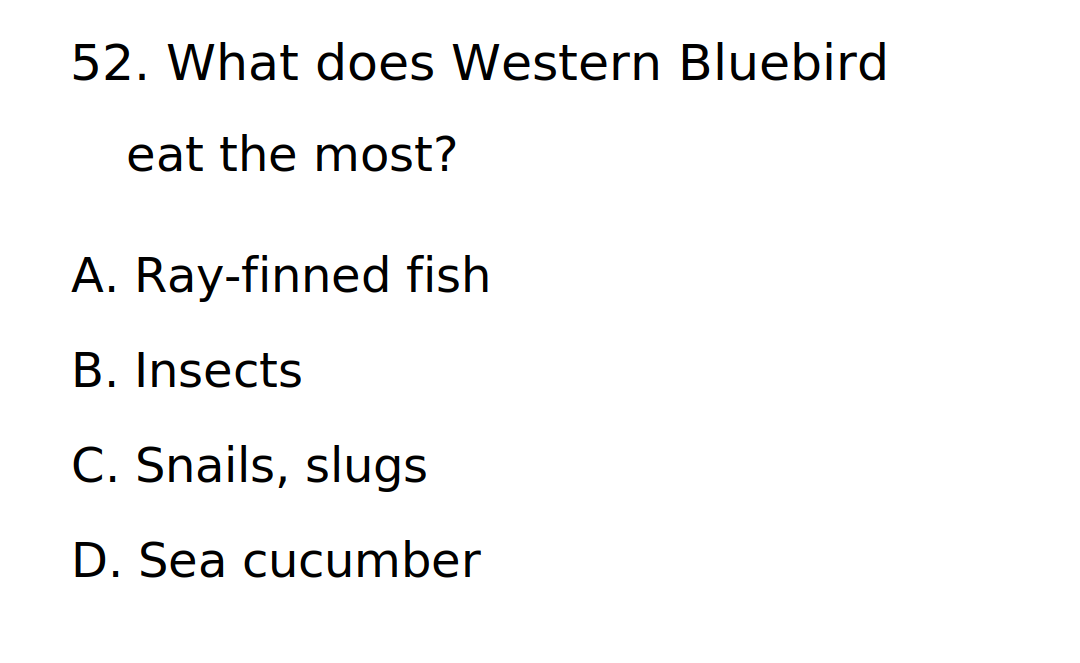 52. What does Western Bluebird
eat the most?
A. Ray-finned fish
B. Insects
C. Snails, slugs
D. Sea cucumber